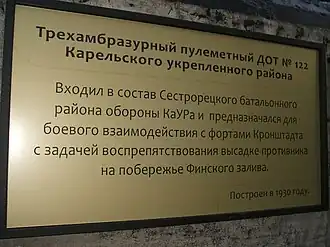 Трехамбразурный пулеметный ДОТ № 122
Карельского укрепленного района
Входил в состав Сестрорецкого батальонного
района обороны КаУРа и предназначался для
боевого взаимодействия с фортами Кронштадта
с задачей воспрепятствования высадке противника
на побережье Финского залива.
Построен в 1930 году.